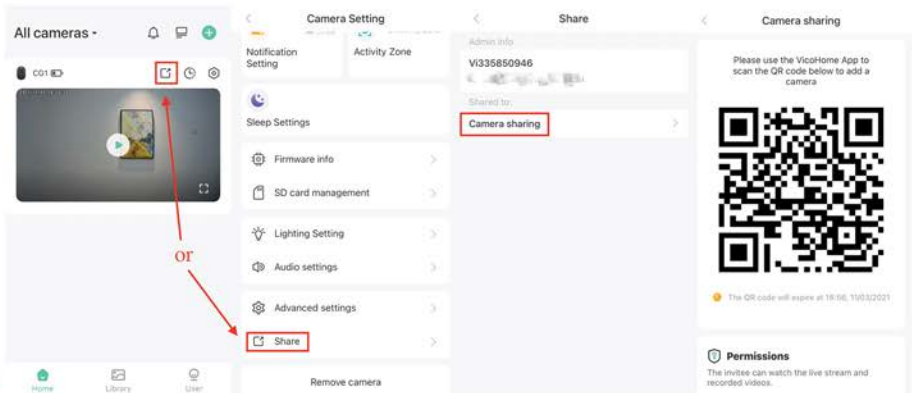 All cameras
CG1
or
Home
Library
User
Camera Setting
Notification
Setting
Activity Zone
Sleep Settings
Firmware info
SD card management
Lighting Setting
Audio settings
Advanced settings
Share
Remove camera
Share
Admin info
Vi335850946
Shared to:
Camera sharing
Camera sharing
Please use the VicoHome App to
scan the QR code below to add a
camera
The QR code will expire at 18:56, 11/03/2021
Permissions
The invitee can watch the live stream and
recorded videos.